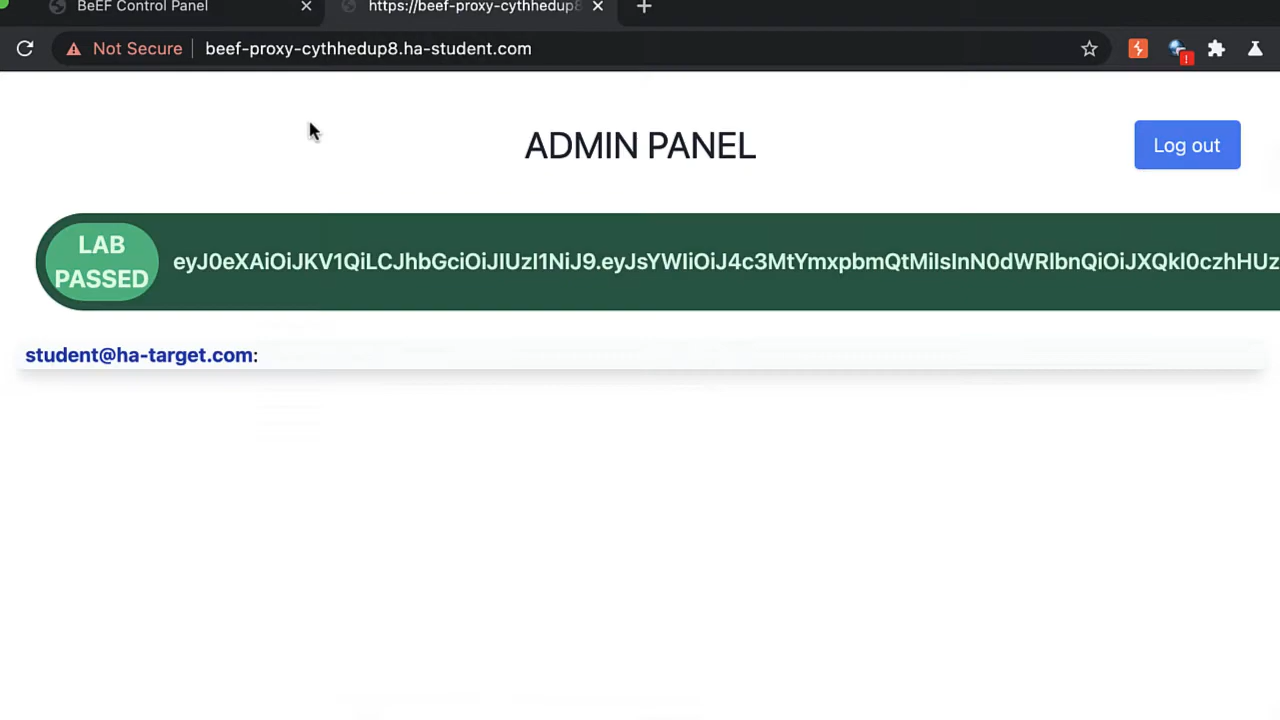 BeEF Control Panel
https://beef-proxy-cythhedup8
Not Secure
beef-proxy-cythhedup8.ha-student.com
ADMIN PANEL
Log out
LAB
PASSED
eyJ0eXAiOiJKV1QiLCJhbGciOiJIUzI1NiJ9.eyJsYWIiOiJ4c3MtYmxpbmQtMiIsInN0dWRlbnQiOiJXQkl0czhHUz
student@ha-target.com: